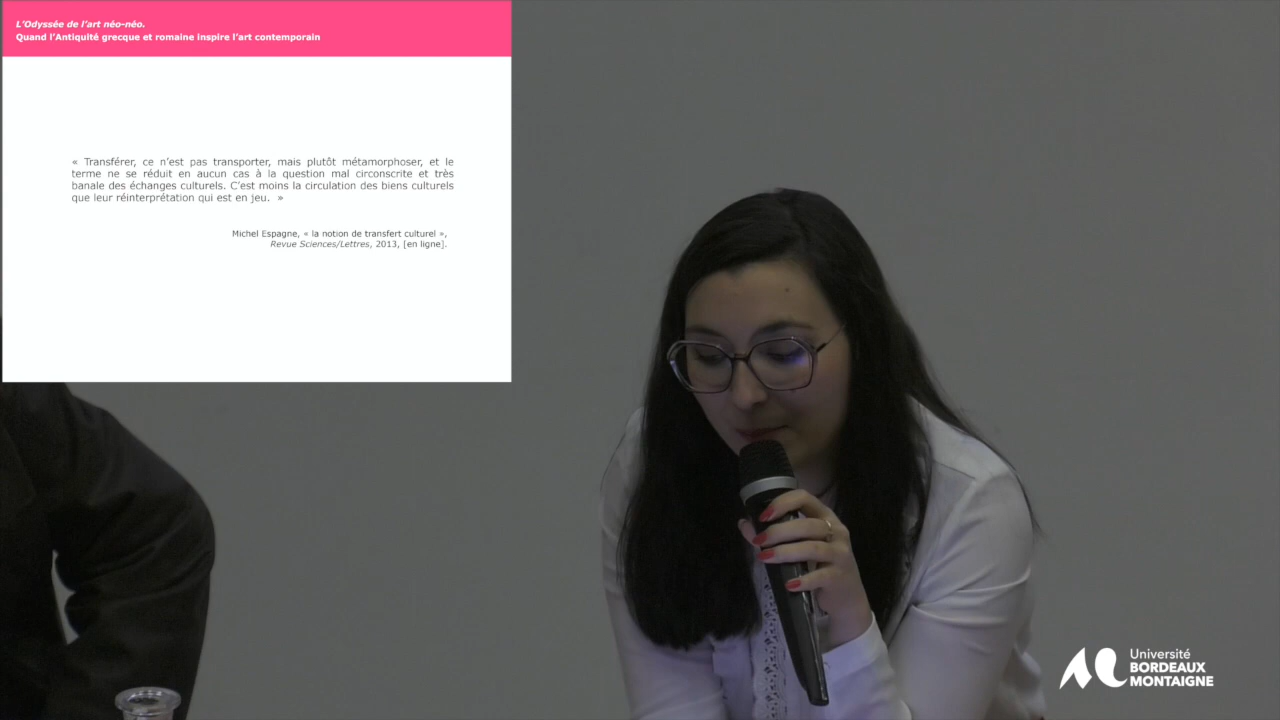 L'Odyssée de l'art néo-néo.
Quand l'Antiquité grecque et romaine inspire l'art contemporain
« Transférer, ce n'est pas transporter, mais plutôt métamorphoser, et le
terme ne se réduit en aucun cas à la question mal circonscrite et très
banale des échanges culturels. C'est moins la circulation des biens culturels
que leur réinterprétation qui est en jeu. »
Michel Espagne, « la notion de transfert culturel »,
Revue Sciences/Lettres, 2013, [en ligne].
Université
BORDEAUX
MONTAIGNE